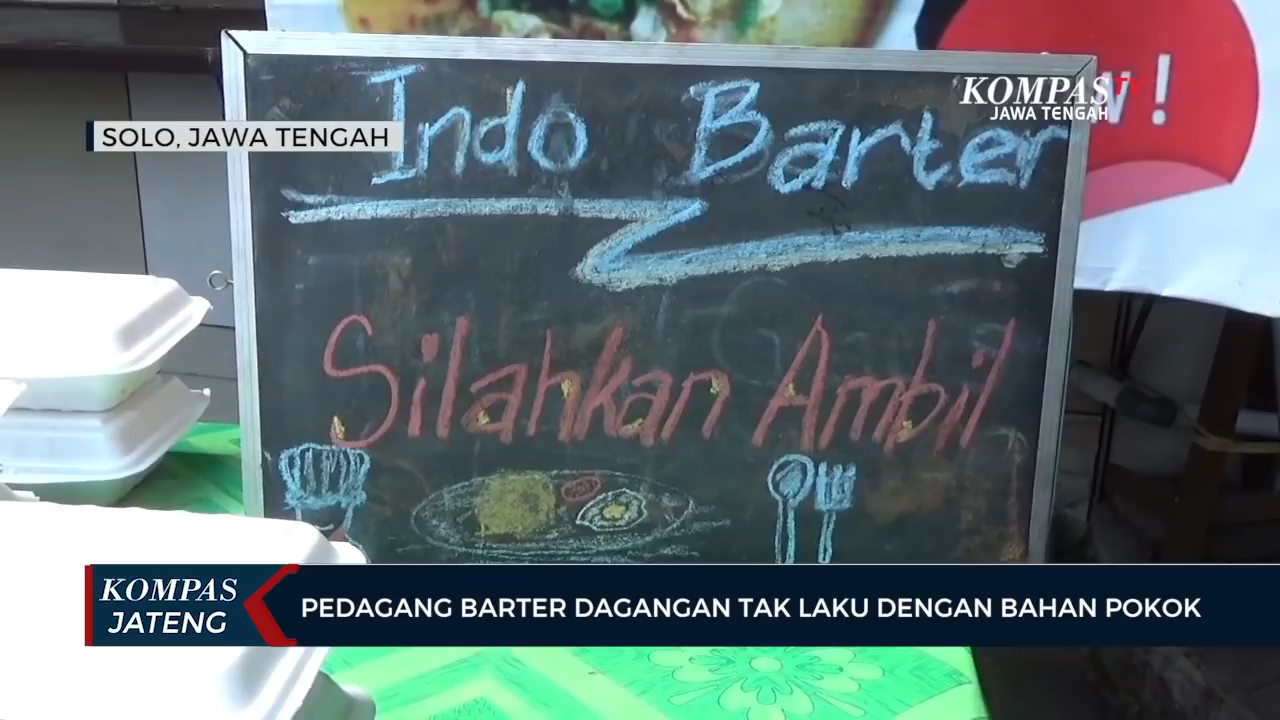 Indo Barter
KOMPAS TV
JAWA TENGAH
W!
SOLO, JAWA TENGAH
Silahkan Ambil
KOMPAS
JATENG
PEDAGANG BARTER DAGANGAN TAK LAKU DENGAN BAHAN POKOK